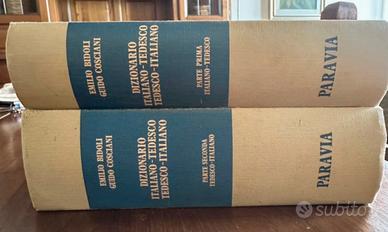 EMILIO BIDOLI
GUIDO COSCIANI
DIZIONARIO
ITALIANO-TEDESCO
TEDESCO-ITALIANO
PARTE PRIMA
ITALIANO-TEDESCO
PARAVIA
EMILIO BIDOLI
GUIDO COSCIANI
DIZIONARIO
ITALIANO-TEDESCO
TEDESCO-ITALIANO
PARTE SECONDA
TEDESCO-ITALIANO
PARAVIA
subito